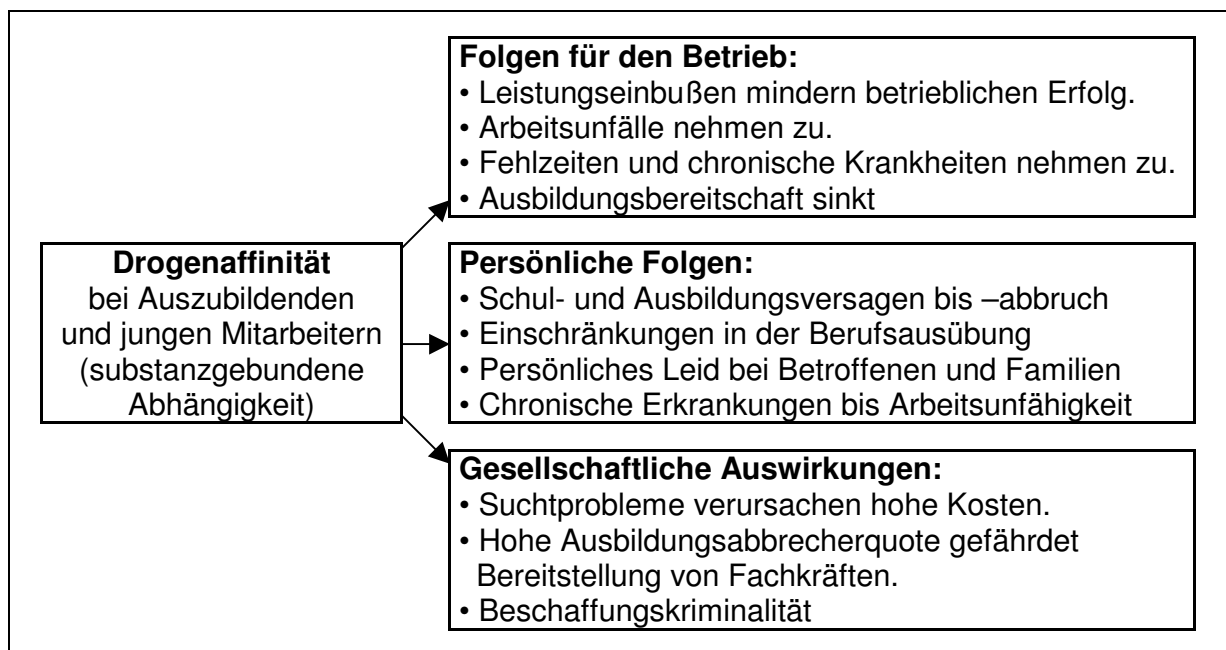 Folgen für den Betrieb:
• Leistungseinbußen mindern betrieblichen Erfolg.
• Arbeitsunfälle nehmen zu.
• Fehlzeiten und chronische Krankheiten nehmen zu.
• Ausbildungsbereitschaft sinkt
Drogenaffinität
bei Auszubildenden
und jungen Mitarbeitern
(substanzgebundene
Abhängigkeit)
Persönliche Folgen:
• Schul- und Ausbildungsversagen bis –abbruch
• Einschränkungen in der Berufsausübung
• Persönliches Leid bei Betroffenen und Familien
• Chronische Erkrankungen bis Arbeitsunfähigkeit
Gesellschaftliche Auswirkungen:
• Suchtprobleme verursachen hohe Kosten.
• Hohe Ausbildungsabbrecherquote gefährdet
Bereitstellung von Fachkräften.
• Beschaffungskriminalität